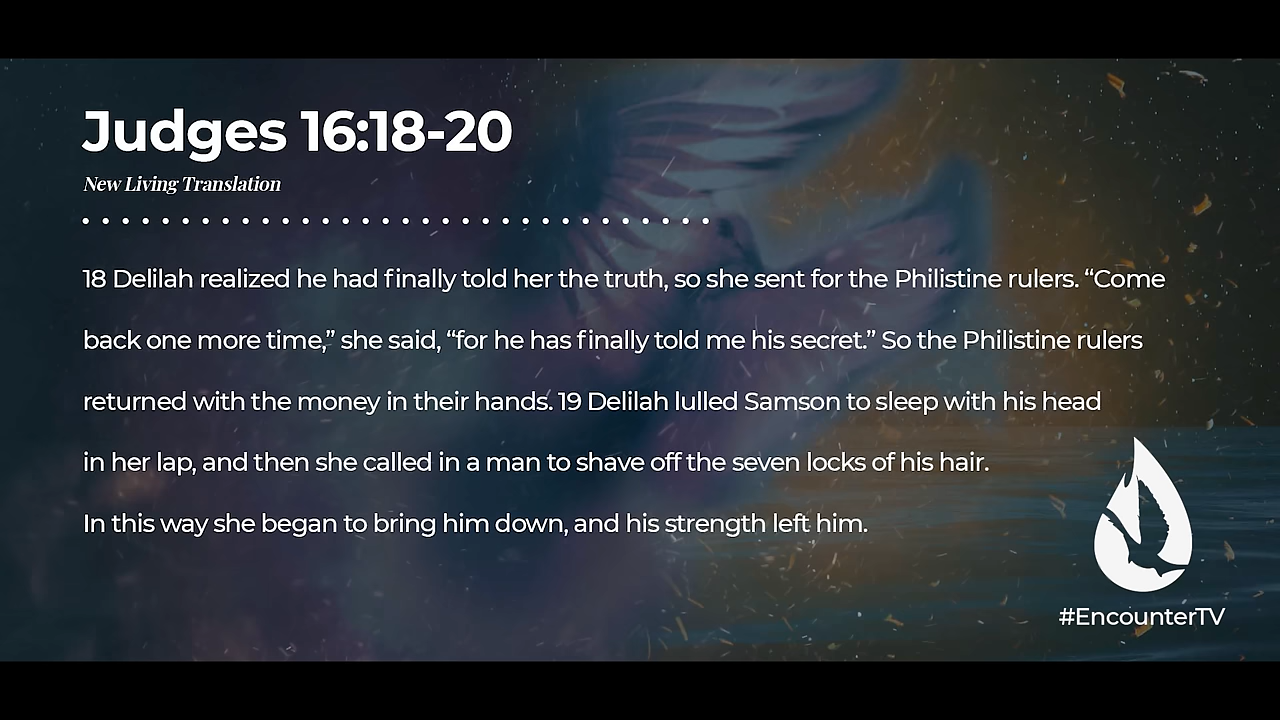 Judges 16:18-20
New Living Translation
18 Delilah realized he had finally told her the truth, so she sent for the Philistine rulers. “Come
back one more time,” she said, “for he has finally told me his secret.” So the Philistine rulers
returned with the money in their hands. 19 Delilah lulled Samson to sleep with his head
in her lap, and then she called in a man to shave off the seven locks of his hair.
In this way she began to bring him down, and his strength left him.
#EncounterTV